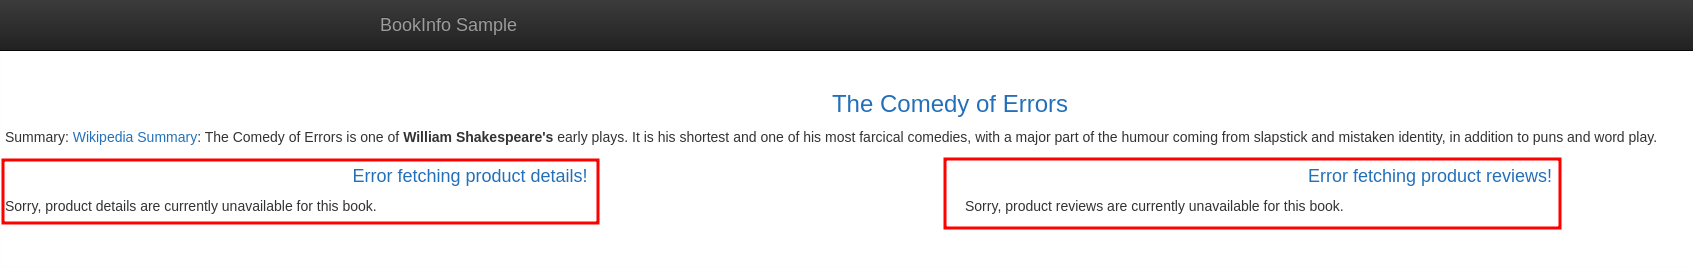 BookInfo Sample
The Comedy of Errors
Summary: Wikipedia Summary: The Comedy of Errors is one of William Shakespeare's early plays. It is his shortest and one of his most farcical comedies, with a major part of the humour coming from slapstick and mistaken identity, in addition to puns and word play.
Error fetching product details!
Sorry, product details are currently unavailable for this book.
Error fetching product reviews!
Sorry, product reviews are currently unavailable for this book.